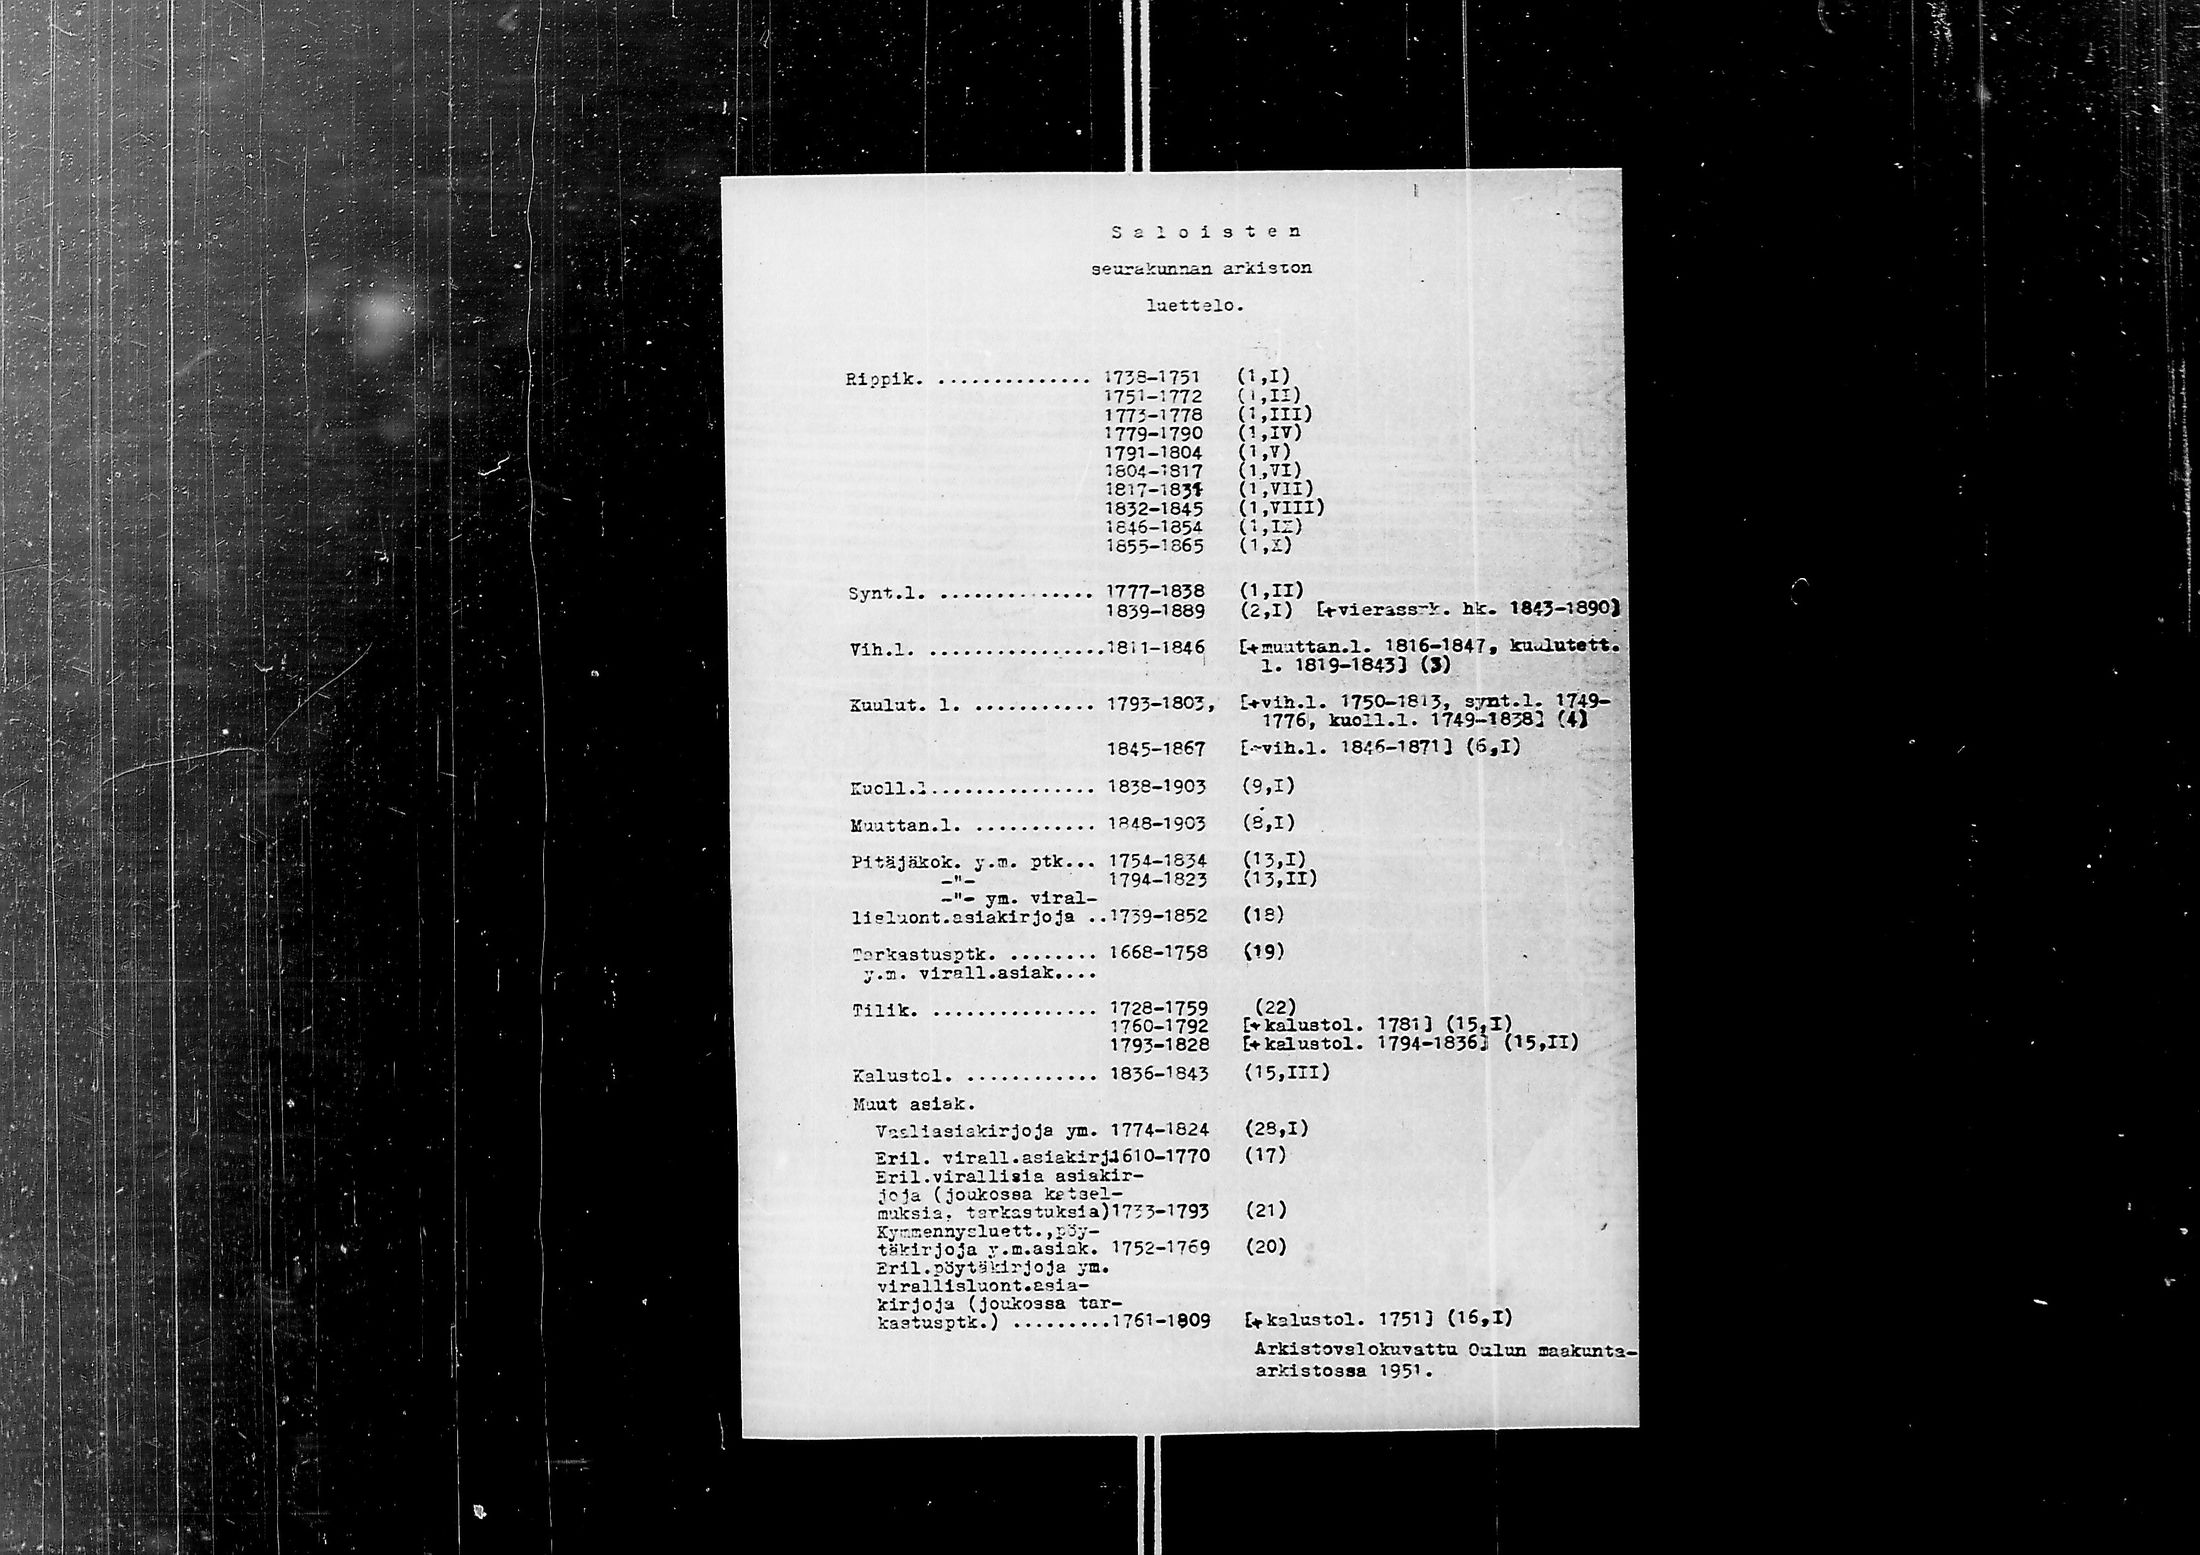 S a l o i s t e n
seurakunnan arkiston
luettelo.
Rippik. .............. 1738-1751 (1,I)
1751-1772 (1,II)
1773-1778 (1,III)
1779-1790 (1,IV)
1791-1804 (1,V)
1804-1817 (1,VI)
1817-1831 (1,VII)
1832-1845 (1,VIII)
1846-1854 (1,IX)
1855-1865 (1,X)
Synt.l. .............. 1777-1838 (1,II)
1839-1889 (2,I) [+vierassrk. hk. 1843-1890]
Vih.l. ................1811-1846 [+muuttan.l. 1816-1847, kuulutett.
l. 1819-1843] (3)
Kuulut. l. ........... 1793-1803, [+vih.l. 1750-1813, synt.l. 1749-
1776, kuoll.l. 1749-1838] (4)
1845-1867 [+vih.l. 1846-1871] (6,I)
Kuoll.l............... 1838-1903 (9,I)
Muuttan.l. ........... 1848-1903 (8,I)
Pitäjäkok. y.m. ptk... 1754-1834 (13,I)
-"- 1794-1823 (13,II)
-"- ym. viral-
lisluont.asiakirjoja ..1739-1852 (18)
Tarkastusptk. ........ 1668-1758 (19)
y.m. virall.asiak....
Tilik. ............... 1728-1759 (22)
1760-1792 [+kalustol. 1781] (15,I)
1793-1828 [+kalustol. 1794-1836] (15,II)
Kalustol. ............ 1836-1843 (15,III)
Muut asiak.
Vaaliasiakirjoja ym. 1774-1824 (28,I)
Eril. virall.asiakirj.1610-1770 (17)
Eril.virallisia asiakir-
joja (joukossa katsel-
muksia, tarkastuksia)1733-1793 (21)
Kymmennysluett.,pöy-
täkirjoja y.m.asiak. 1752-1769 (20)
Eril.pöytäkirjoja ym.
virallisluont.asia-
kirjoja (joukossa tar-
kastusptk.) .........1761-1809 [+kalustol. 1751] (16,I)
Arkistovalokuvattu Oulun maakunta-
arkistossa 1951.